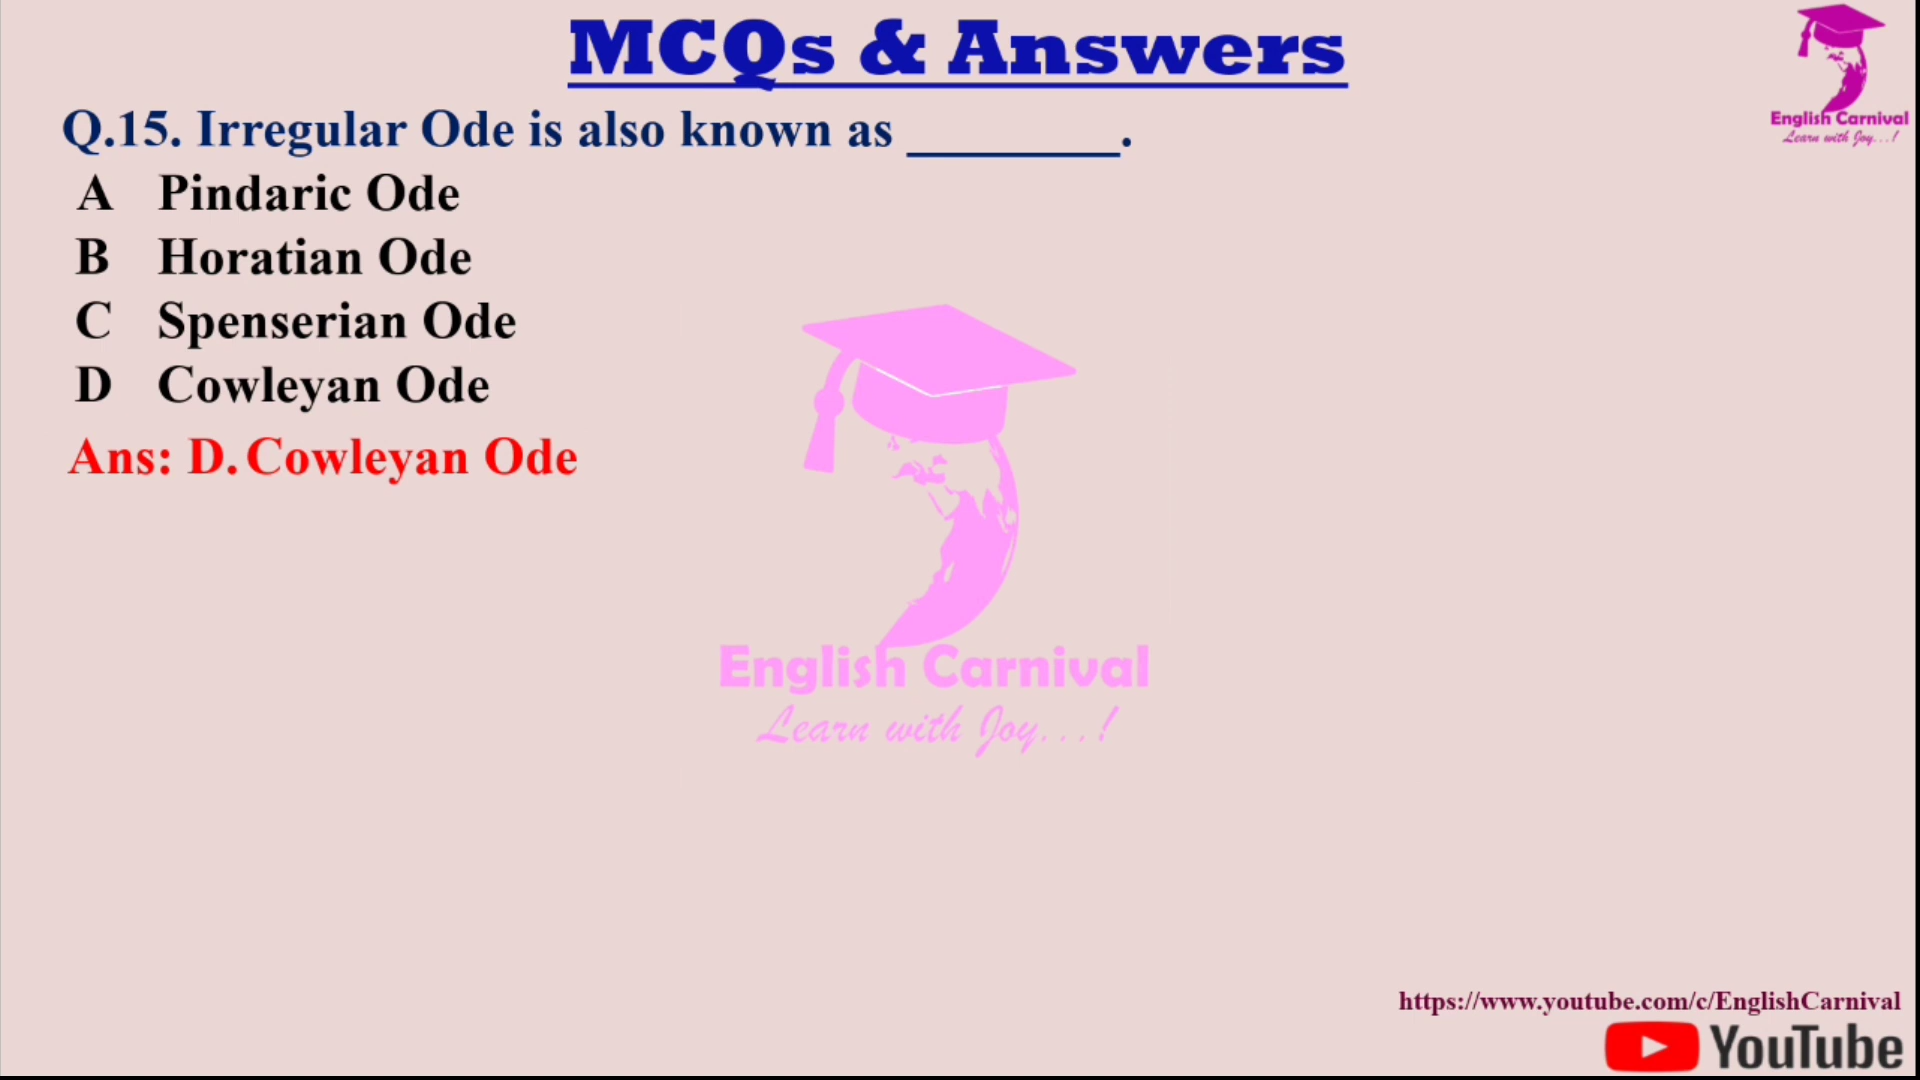 MCQs & Answers
English Carnival
Learn with Joy...!
Q.15. Irregular Ode is also known as ________.
A Pindaric Ode
B Horatian Ode
C Spenserian Ode
D Cowleyan Ode
Ans: D. Cowleyan Ode
English Carnival
Learn with Joy...!
https://www.youtube.com/c/EnglishCarnival
YouTube